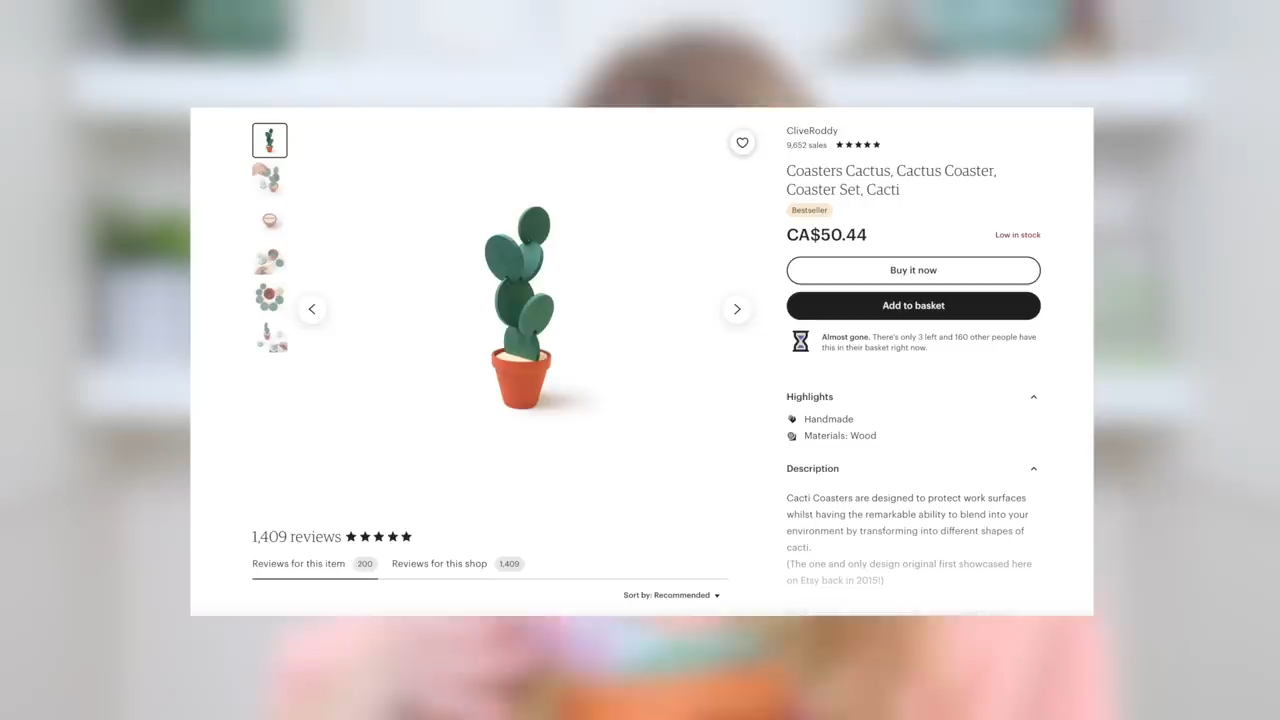 CliveRoddy
9,652 sales
Coasters Cactus, Cactus Coaster,
Coaster Set, Cacti
Bestseller
CA$50.44
Low in stock
Buy it now
Add to basket
Almost gone. There's only 3 left and 160 other people have
this in their basket right now.
Highlights
Handmade
Materials: Wood
Description
Cacti Coasters are designed to protect work surfaces
whilst having the remarkable ability to blend into your
environment by transforming into different shapes of
cacti.
(The one and only design original first showcased here
on Etsy back in 2015!)
1,409 reviews
Reviews for this item 200 Reviews for this shop 1,409
Sort by: Recommended